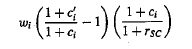 w_i \left( \frac{1 + c_i'}{1 + c_i} - 1 \right) \left( \frac{1 + c_i}{1 + r_{SC}} \right)